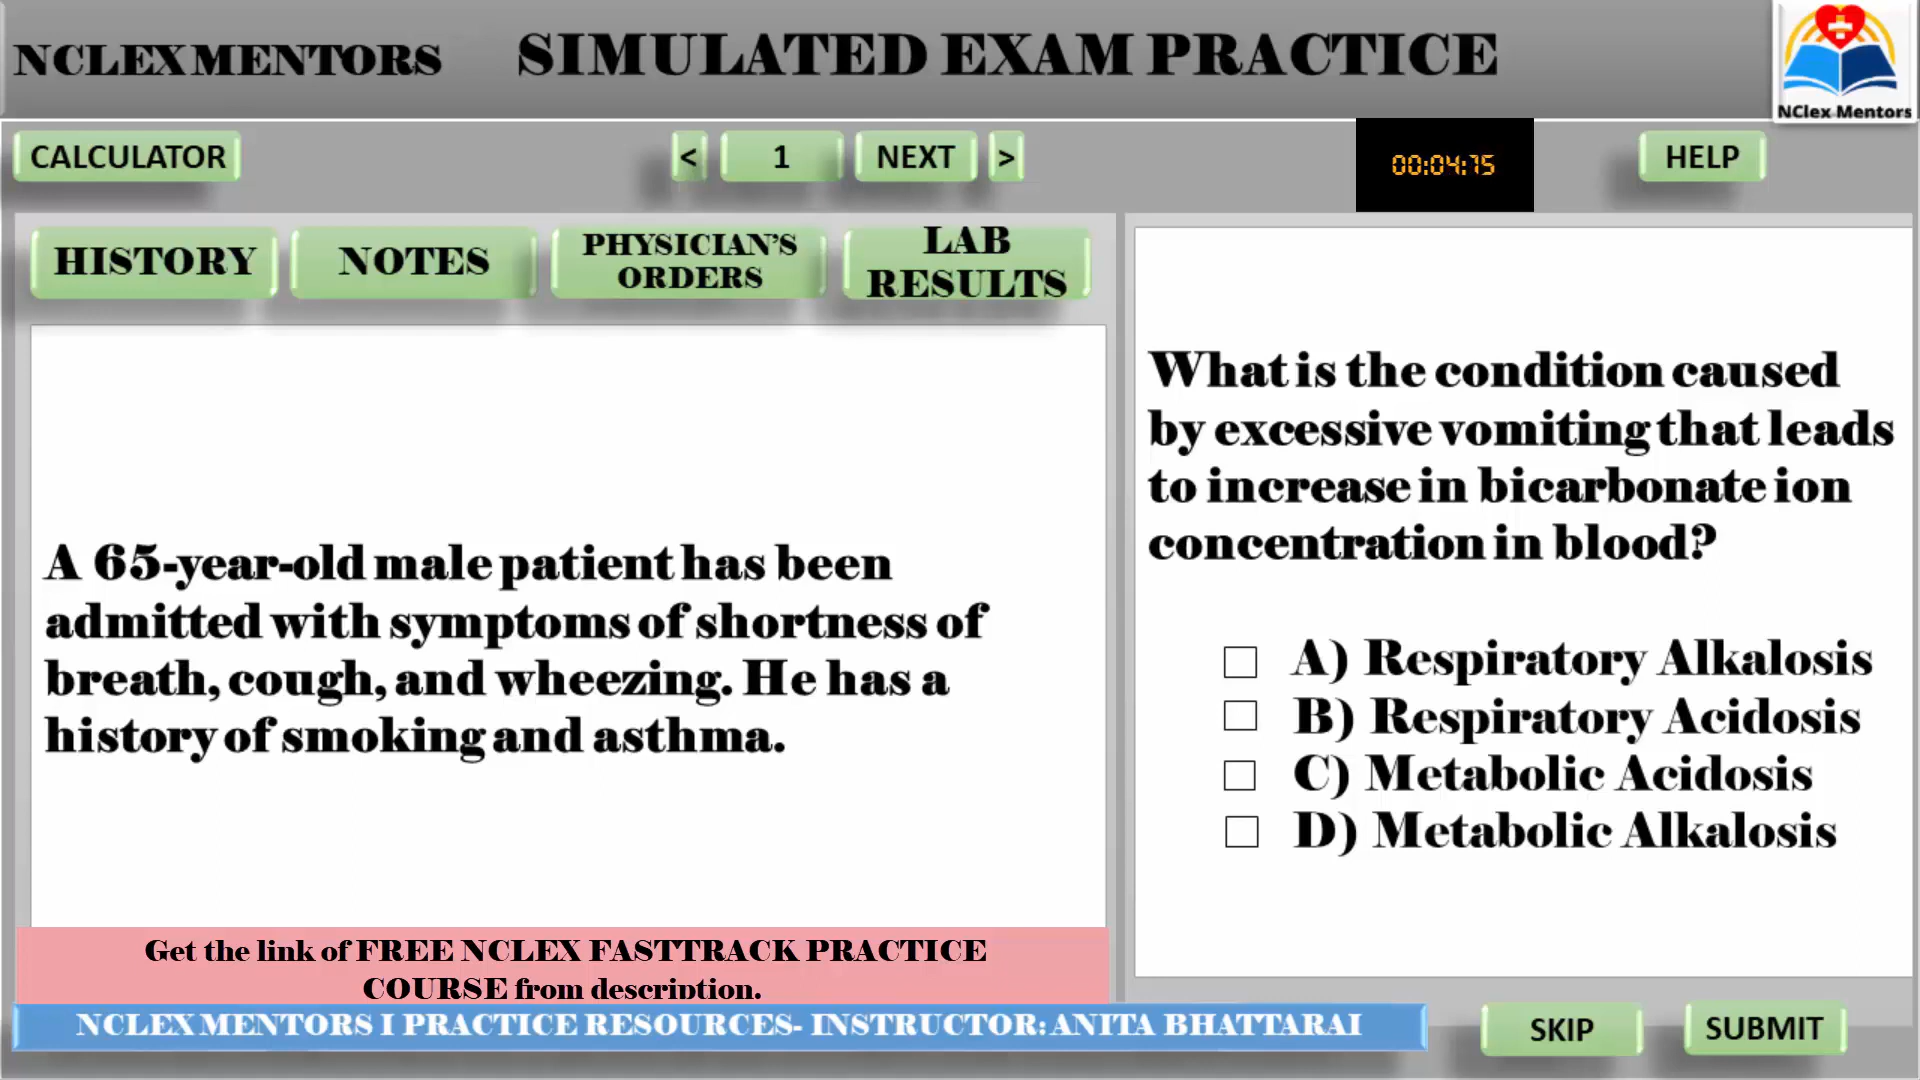 NCLEX MENTORS
SIMULATED EXAM PRACTICE
NClex Mentors
CALCULATOR
<
1
NEXT
>
00:04:15
HELP
HISTORY
NOTES
PHYSICIAN'S
ORDERS
LAB
RESULTS
A 65-year-old male patient has been
admitted with symptoms of shortness of
breath, cough, and wheezing. He has a
history of smoking and asthma.
What is the condition caused
by excessive vomiting that leads
to increase in bicarbonate ion
concentration in blood?
A) Respiratory Alkalosis
B) Respiratory Acidosis
C) Metabolic Acidosis
D) Metabolic Alkalosis
Get the link of FREE NCLEX FASTTRACK PRACTICE
COURSE from description.
NCLEX MENTORS I PRACTICE RESOURCES- INSTRUCTOR: ANITA BHATTARAI
SKIP
SUBMIT